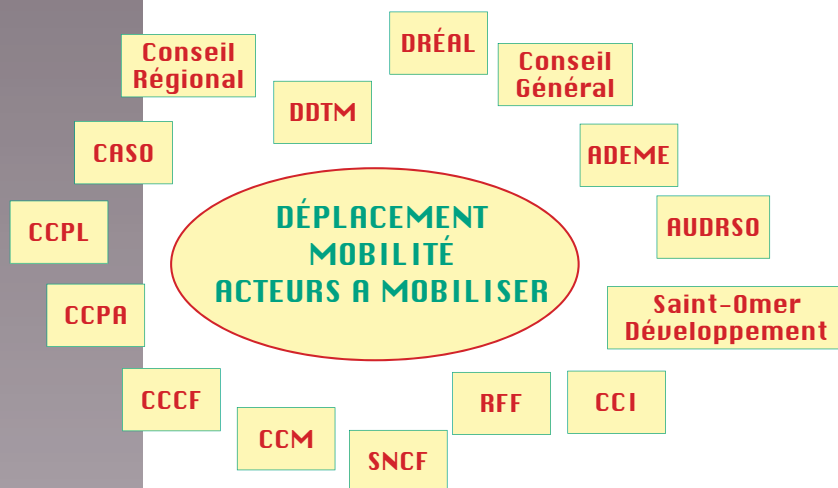 DRÉAL
Conseil
Régional
Conseil
Général
DDTM
CASO
ADEME
CCPL
AUDRSO
DÉPLACEMENT
MOBILITÉ
ACTEURS A MOBILISER
CCPA
Saint-Omer
Développement
CCCF
RFF
CCI
CCM
SNCF